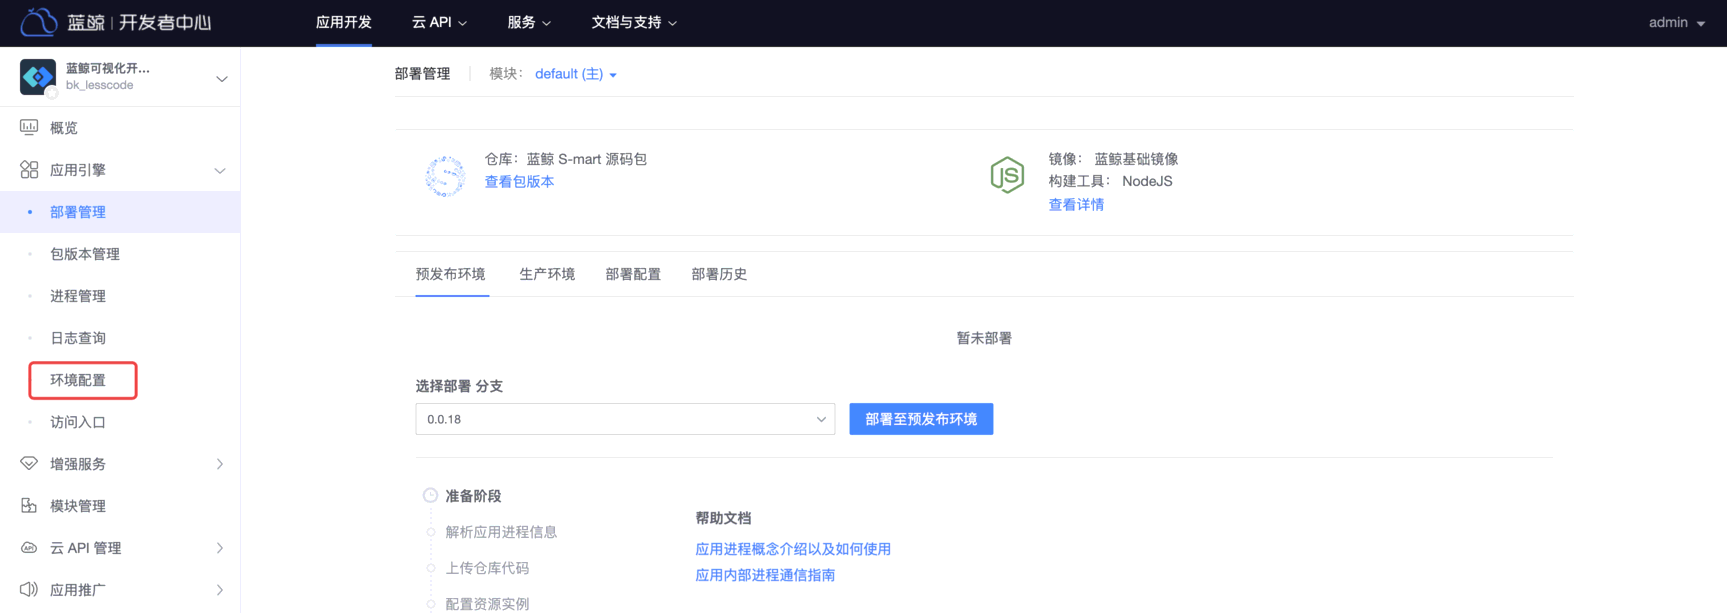 蓝鲸 | 开发者中心
应用开发
云 API
服务
文档与支持
admin
蓝鲸可视化开...
bk_lesscode
概览
应用引擎
部署管理
包版本管理
进程管理
日志查询
环境配置
访问入口
增强服务
模块管理
云 API 管理
应用推广
部署管理
模块： default (主)
仓库： 蓝鲸 S-mart 源码包
查看包版本
JS
镜像： 蓝鲸基础镜像
构建工具： NodeJS
查看详情
预发布环境
生产环境
部署配置
部署历史
暂未部署
选择部署 分支
0.0.18
部署至预发布环境
准备阶段
解析应用进程信息
上传仓库代码
配置资源实例
帮助文档
应用进程概念介绍以及如何使用
应用内部进程通信指南